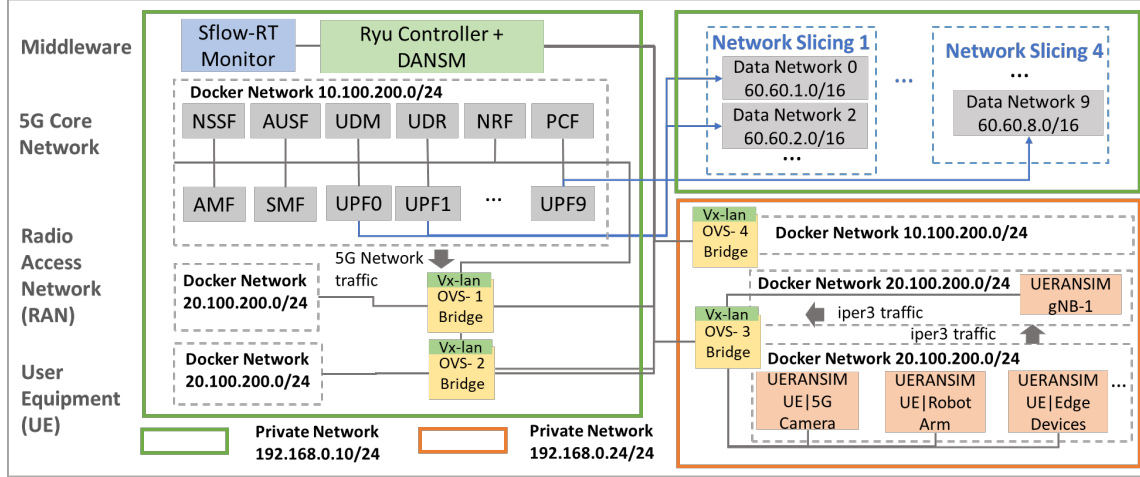 Middleware
Sflow-RT
Monitor
Ryu Controller +
DANSM
5G Core
Network
Docker Network 10.100.200.0/24
NSSF
AUSF
UDM
UDR
NRF
PCF
AMF
SMF
UPF0
UPF1
...
UPF9
Network Slicing 1
Data Network 0
60.60.1.0/16
Data Network 2
60.60.2.0/16
...
...
Network Slicing 4
...
Data Network 9
60.60.8.0/16
Radio
Access
Network
(RAN)
5G Network
traffic
Docker Network
20.100.200.0/24
Vx-lan
OVS- 1
Bridge
User
Equipment
(UE)
Docker Network
20.100.200.0/24
Vx-lan
OVS- 2
Bridge
Vx-lan
OVS- 4
Bridge
Docker Network 10.100.200.0/24
Docker Network 20.100.200.0/24
UERANSIM
gNB-1
Vx-lan
OVS- 3
Bridge
iper3 traffic
iper3 traffic
Docker Network 20.100.200.0/24
UERANSIM
UE|5G
Camera
UERANSIM
UE|Robot
Arm
UERANSIM
UE|Edge
Devices
...
Private Network
192.168.0.10/24
Private Network
192.168.0.24/24